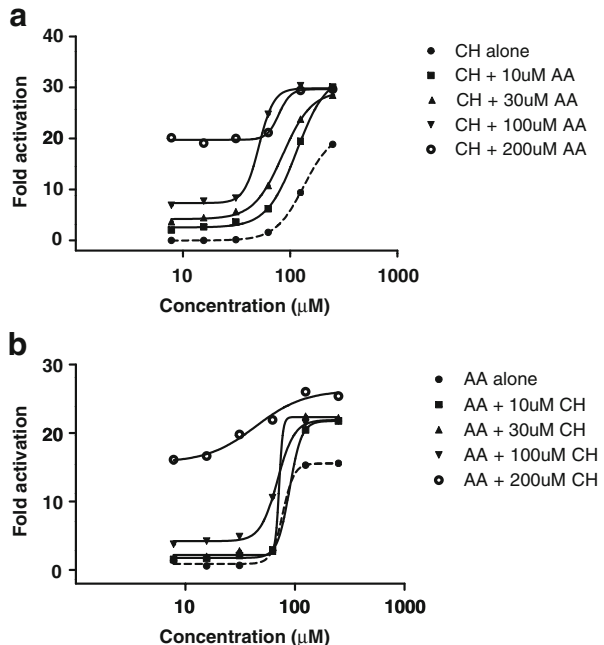 a
Fold activation
40
30
20
10
0
10
100
1000
Concentration (μM)
CH alone
CH + 10uM AA
CH + 30uM AA
CH + 100uM AA
CH + 200uM AA
b
Fold activation
30
20
10
0
10
100
1000
Concentration (μM)
AA alone
AA + 10uM CH
AA + 30uM CH
AA + 100uM CH
AA + 200uM CH